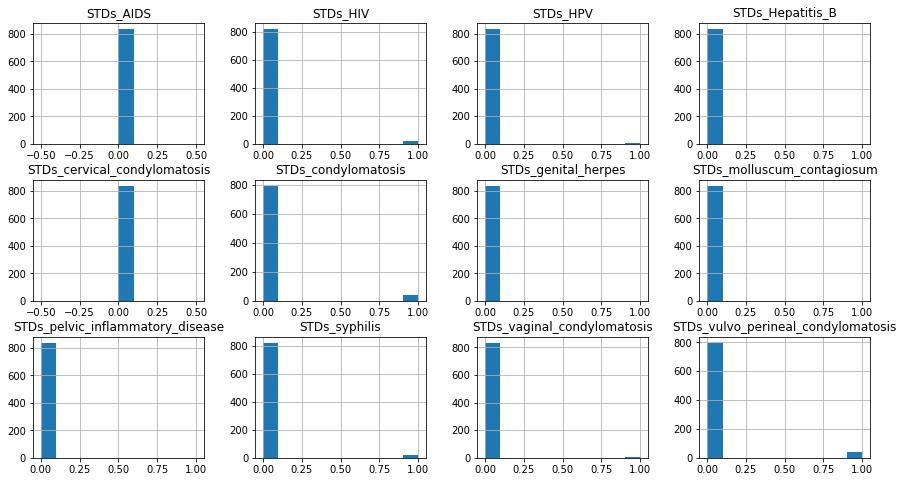 STDs_AIDS STDs_HIV STDs_HPV STDs_Hepatitis_B
800 800 800 800
600 600 600 600
400 400 400 400
200 200 200 200
0 0 0 0
−0.50 −0.25 0.00 0.25 0.50 0.00 0.25 0.50 0.75 1.00 0.00 0.25 0.50 0.75 1.00 0.00 0.25 0.50 0.75 1.00
STDs_cervical_condylomatosis STDs_condylomatosis STDs_genital_herpes STDs_molluscum_contagiosum
800 800 800 800
600 600 600 600
400 400 400 400
200 200 200 200
0 0 0 0
−0.50 −0.25 0.00 0.25 0.50 0.00 0.25 0.50 0.75 1.00 0.00 0.25 0.50 0.75 1.00 0.00 0.25 0.50 0.75 1.00
STDs_pelvic_inflammatory_disease STDs_syphilis STDs_vaginal_condylomatosis STDs_vulvo_perineal_condylomatosis
800 800 800 800
600 600 600 600
400 400 400 400
200 200 200 200
0 0 0 0
0.00 0.25 0.50 0.75 1.00 0.00 0.25 0.50 0.75 1.00 0.00 0.25 0.50 0.75 1.00 0.00 0.25 0.50 0.75 1.00